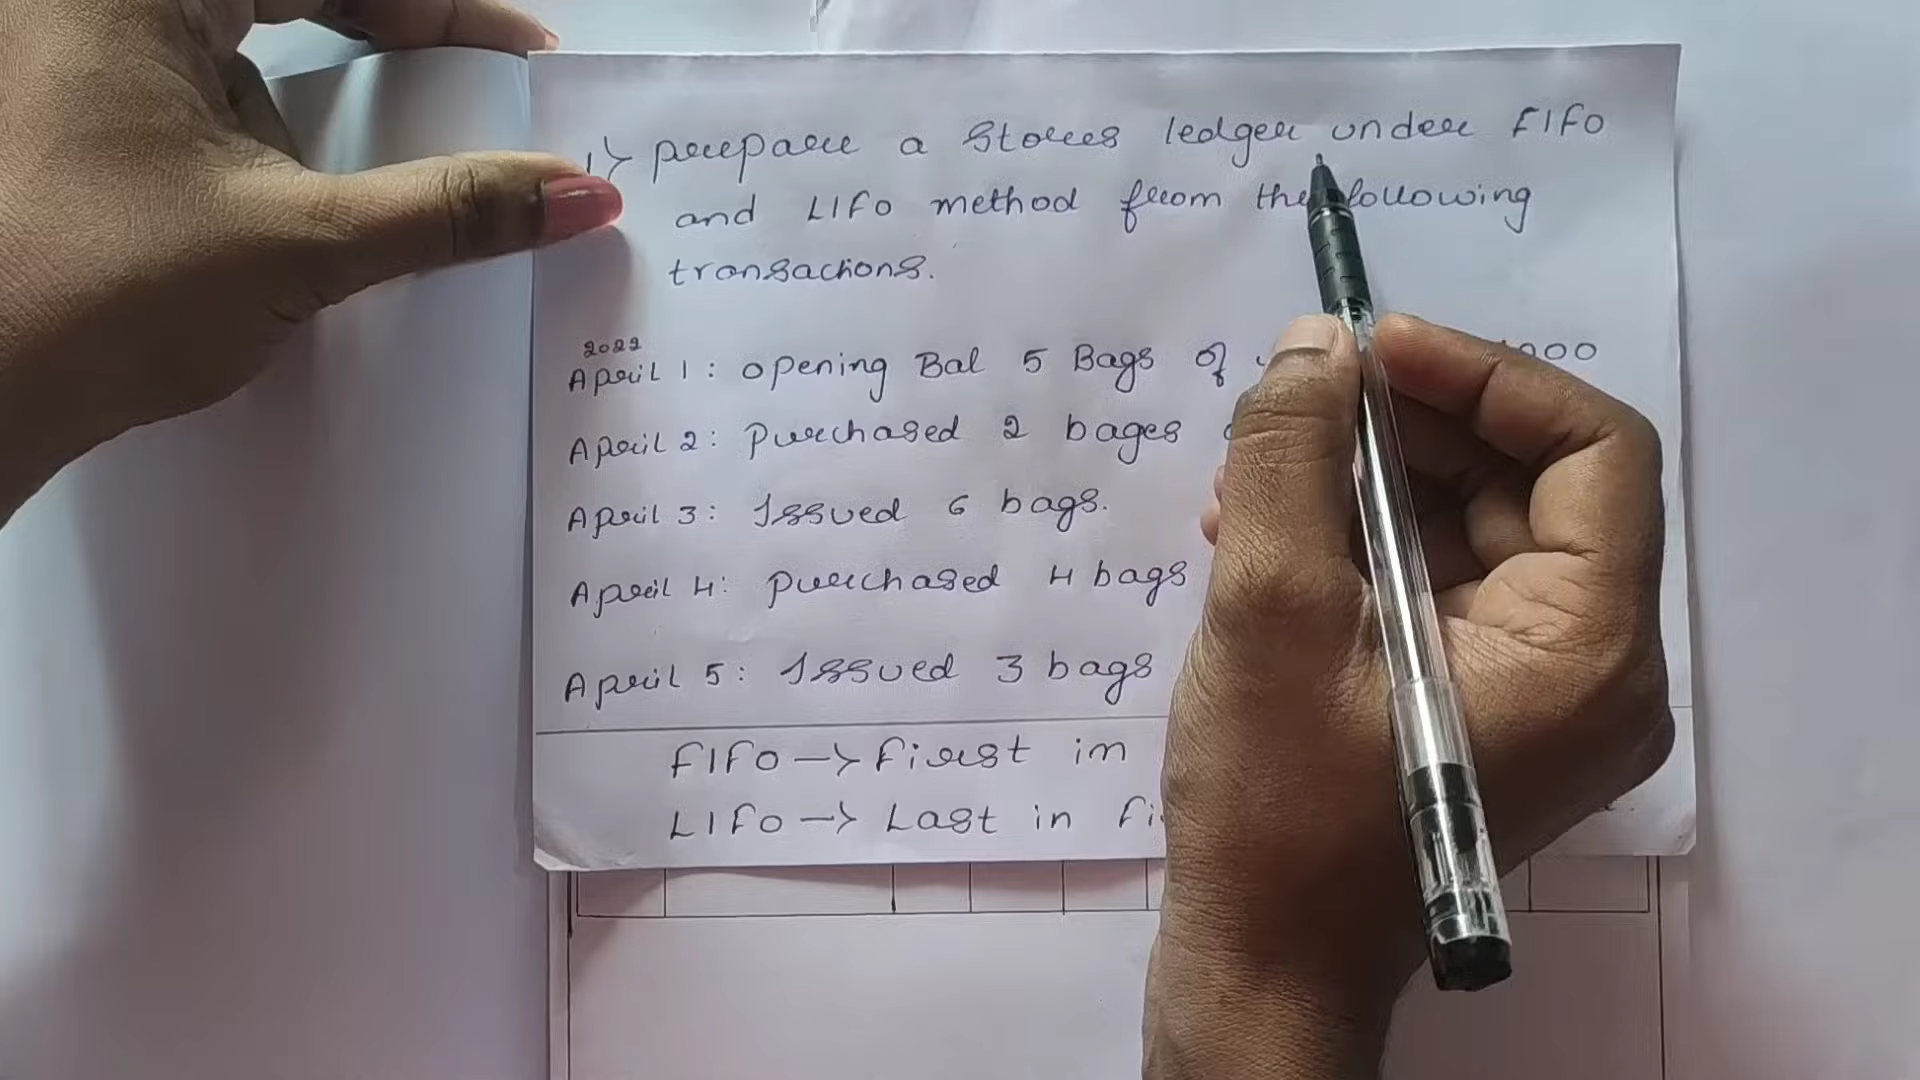 1> prepare a stores ledger under FIFO
and LIFO method from the following
transactions.
2022
April 1: opening Bal 5 Bags of
April 2: purchased 2 bages
April 3: Issued 6 bags.
April 4: purchased 4 bags
April 5: Issued 3 bags
FIFO → First in
LIFO → Last in